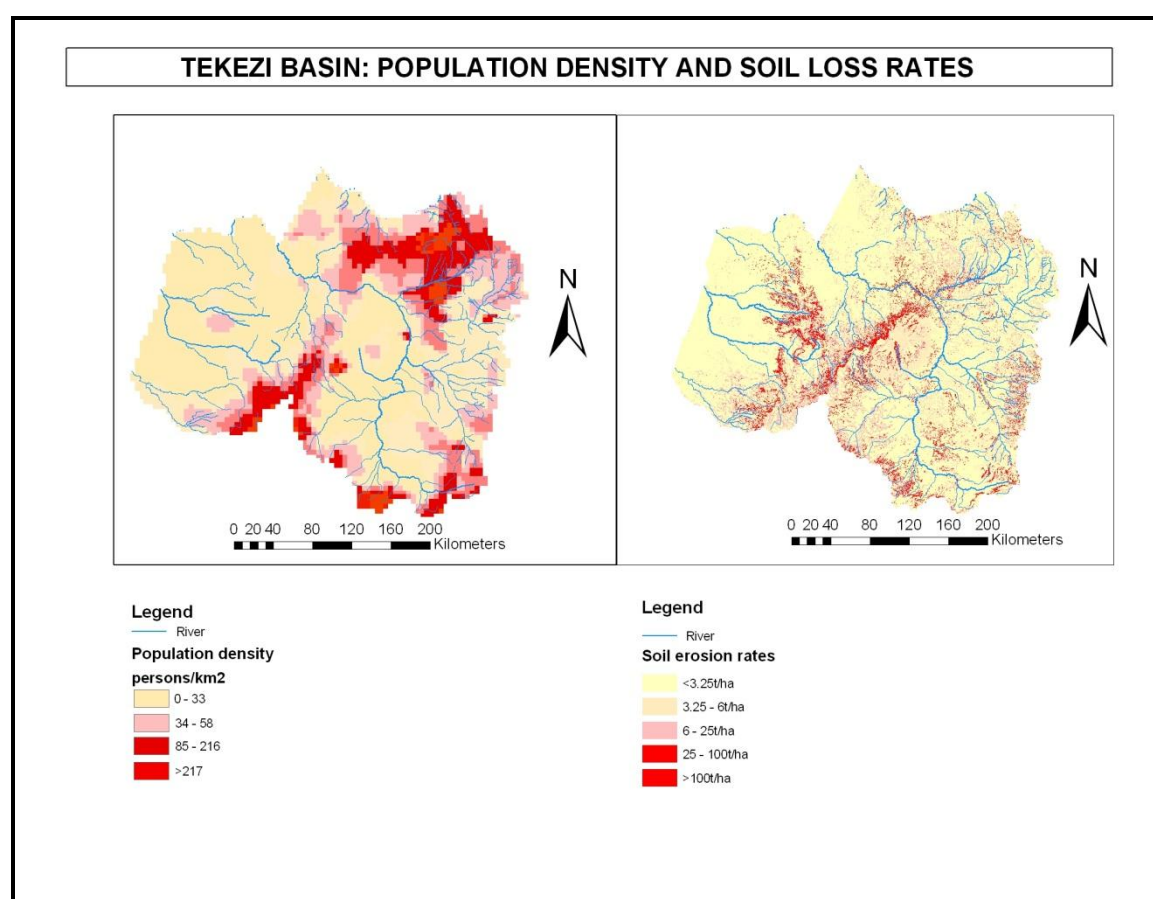 TEKEZI BASIN: POPULATION DENSITY AND SOIL LOSS RATES
N
0 20 40 80 120 160 200
Kilometers
N
0 20 40 80 120 160 200
Kilometers
Legend
River
Population density
persons/km2
0 - 33
34 - 58
85 - 216
>217
Legend
River
Soil erosion rates
<3.25t/ha
3.25 - 6t/ha
6 - 25t/ha
25 - 100t/ha
>100t/ha